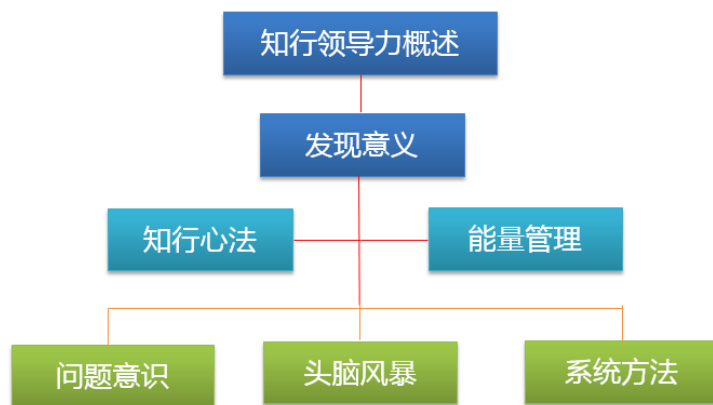 知行领导力概述
发现意义
知行心法
能量管理
问题意识
头脑风暴
系统方法